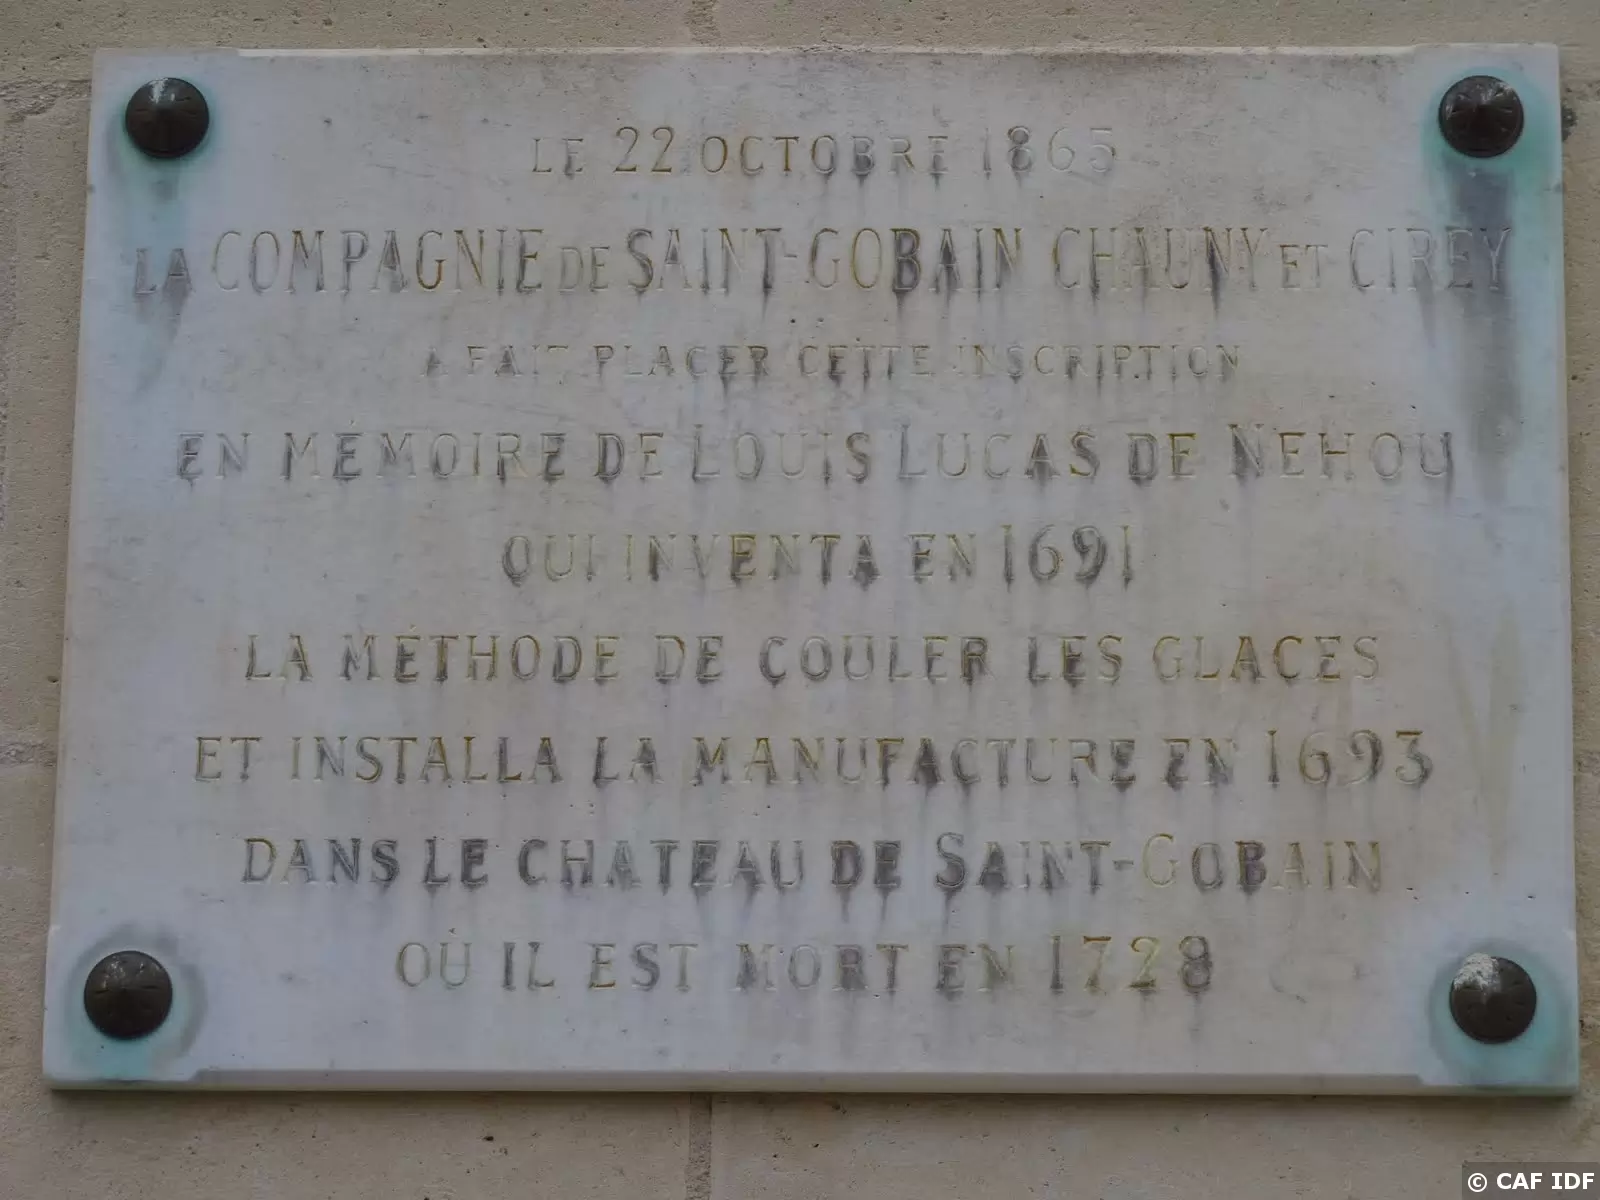 LE 22 OCTOBRE 1865
LA COMPAGNIE DE SAINT-GOBAIN CHAUNY ET CIREY
A FAIT PLACER CETTE INSCRIPTION
EN MÉMOIRE DE LOUIS LUCAS DE NEHOU
QUI INVENTA EN 1691
LA MÉTHODE DE COULER LES GLACES
ET INSTALLA LA MANUFACTURE EN 1693
DANS LE CHATEAU DE SAINT-GOBAIN
OÙ IL EST MORT EN 1728
© CAF IDF